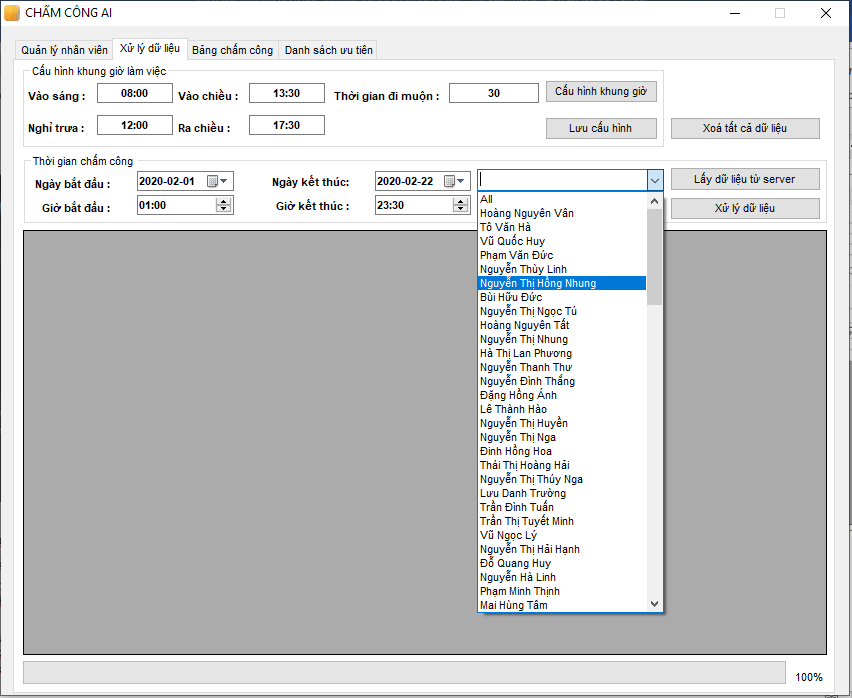 CHẤM CÔNG AI
Quản lý nhân viên Xử lý dữ liệu Bảng chấm công Danh sách ưu tiên
Cấu hình khung giờ làm việc
Vào sáng : 08:00 Vào chiều : 13:30 Thời gian đi muộn : 30 Cấu hình khung giờ
Nghỉ trưa : 12:00 Ra chiều : 17:30 Lưu cấu hình Xoá tất cả dữ liệu
Thời gian chấm công
Ngày bắt đầu : 2020-02-01 Ngày kết thúc: 2020-02-22 Lấy dữ liệu từ server
Giờ bắt đầu : 01:00 Giờ kết thúc : 23:30 Xử lý dữ liệu
All
Hoàng Nguyên Vân
Tô Văn Hà
Vũ Quốc Huy
Phạm Văn Đức
Nguyễn Thùy Linh
Nguyễn Thị Hồng Nhung
Bùi Hữu Đức
Nguyễn Thị Ngọc Tú
Hoàng Nguyên Tất
Nguyễn Thị Nhung
Hà Thị Lan Phương
Nguyễn Thanh Thư
Nguyễn Đình Thắng
Đặng Hồng Ánh
Lê Thành Hào
Nguyễn Thị Huyền
Nguyễn Thị Nga
Đinh Hồng Hoa
Thái Thị Hoàng Hải
Nguyễn Thị Thúy Nga
Lưu Danh Trường
Trần Đình Tuấn
Trần Thị Tuyết Minh
Vũ Ngọc Lý
Nguyễn Thị Hải Hạnh
Đỗ Quang Huy
Nguyễn Hà Linh
Phạm Minh Thịnh
Mai Hùng Tâm
100%